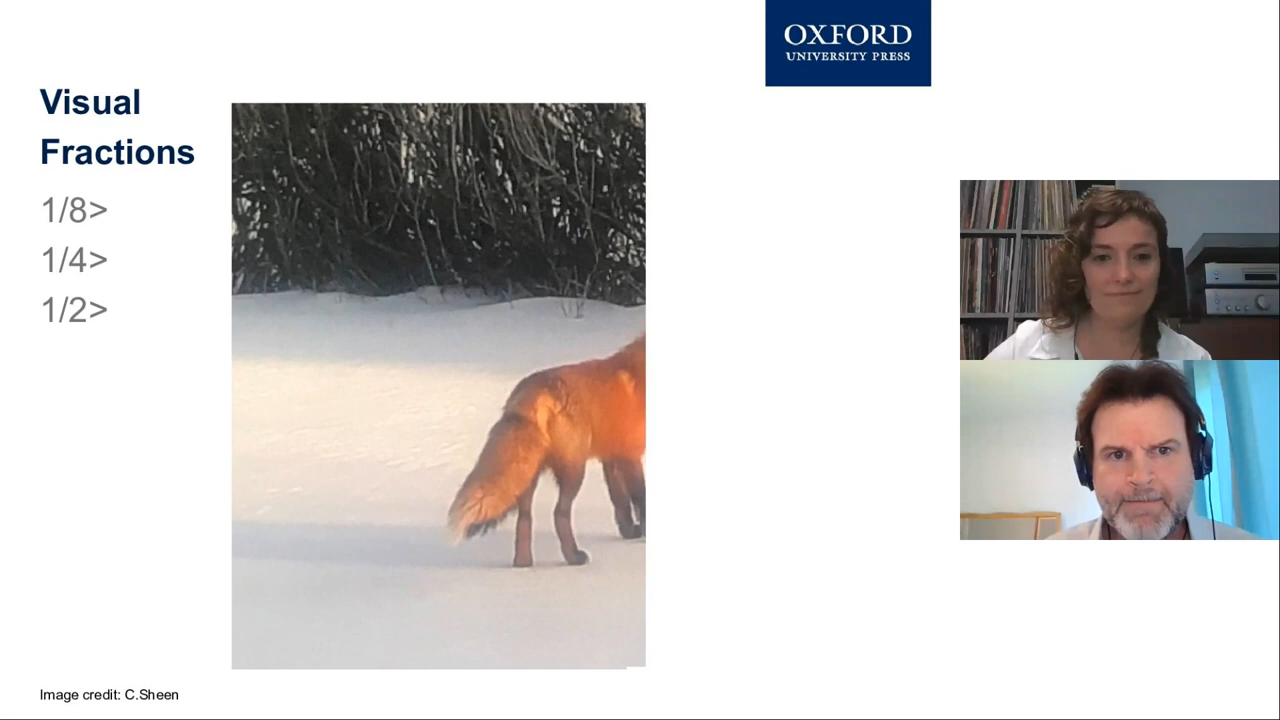 OXFORD
UNIVERSITY PRESS
Visual
Fractions
1/8>
1/4>
1/2>
Image credit: C.Sheen